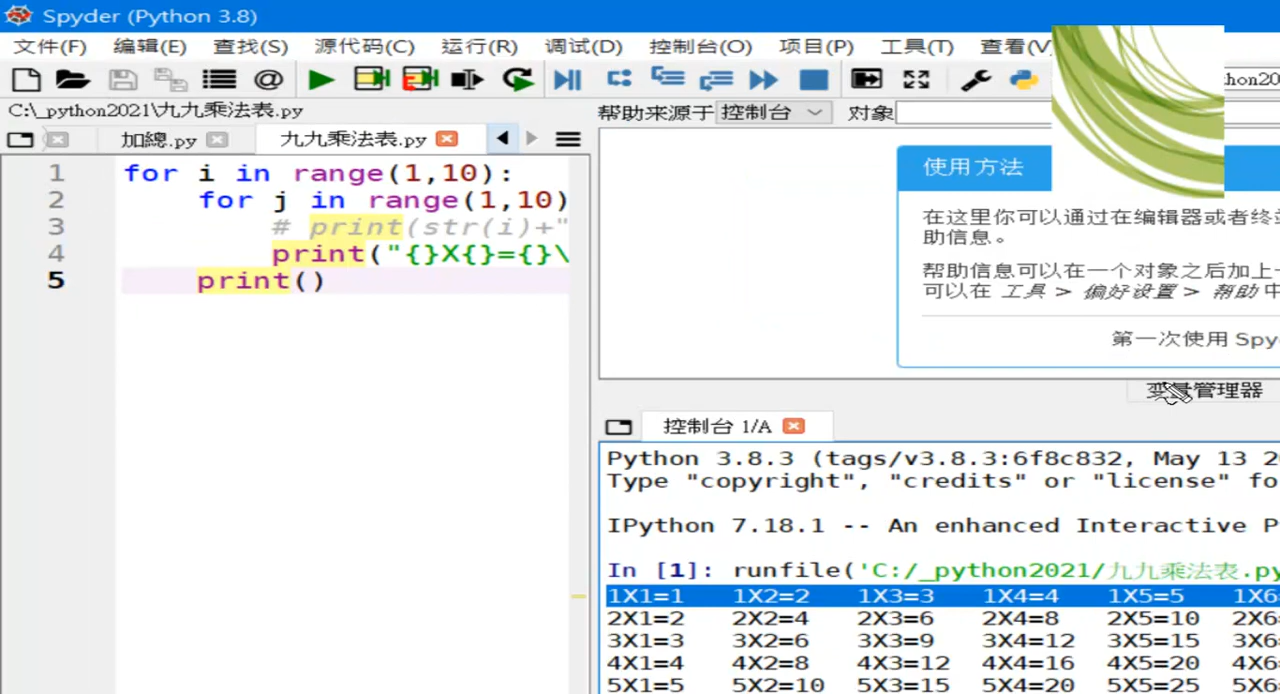 Spyder (Python 3.8)
文件(F) 编辑(E) 查找(S) 源代码(C) 运行(R) 调试(D) 控制台(O) 项目(P) 工具(T) 查看(V)
C:\_python2021\九九乘法表.py
加總.py 九九乘法表.py
1 for i in range(1,10):
2 for j in range(1,10)
3 # print(str(i)+"
4 print("{}X{}={}\
5 print()
帮助来源于 控制台 对象
hon20
使用方法
在这里你可以通过在编辑器或者终
助信息。
帮助信息可以在一个对象之后加上
可以在 工具 > 偏好设置 > 帮助 中
第一次使用 Spy
变量管理器
控制台 1/A
Python 3.8.3 (tags/v3.8.3:6f8c832, May 13 2
Type "copyright", "credits" or "license" fo
IPython 7.18.1 -- An enhanced Interactive P
In [1]: runfile('C:/_python2021/九九乘法表.py
1X1=1 1X2=2 1X3=3 1X4=4 1X5=5 1X6
2X1=2 2X2=4 2X3=6 2X4=8 2X5=10 2X6
3X1=3 3X2=6 3X3=9 3X4=12 3X5=15 3X6
4X1=4 4X2=8 4X3=12 4X4=16 4X5=20 4X6
5X1=5 5X2=10 5X3=15 5X4=20 5X5=25 5X6